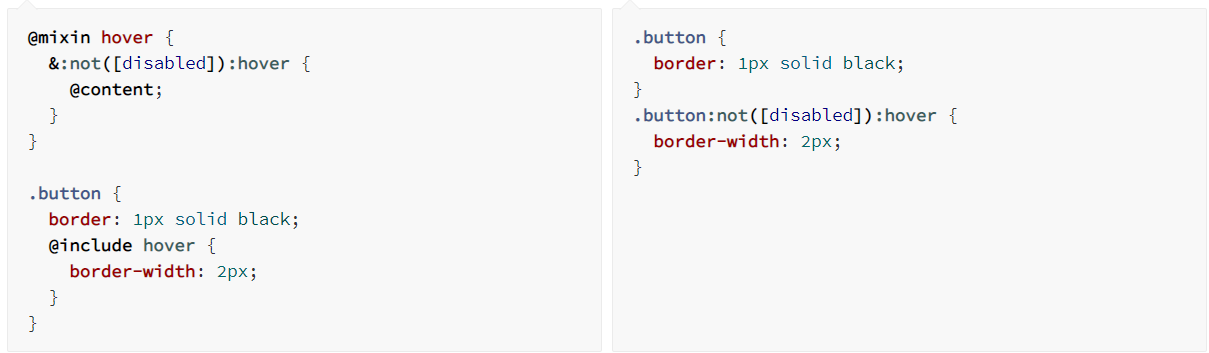 @mixin hover {
  &:not([disabled]):hover {
    @content;
  }
}

.button {
  border: 1px solid black;
  @include hover {
    border-width: 2px;
  }
}
.button {
  border: 1px solid black;
}
.button:not([disabled]):hover {
  border-width: 2px;
}